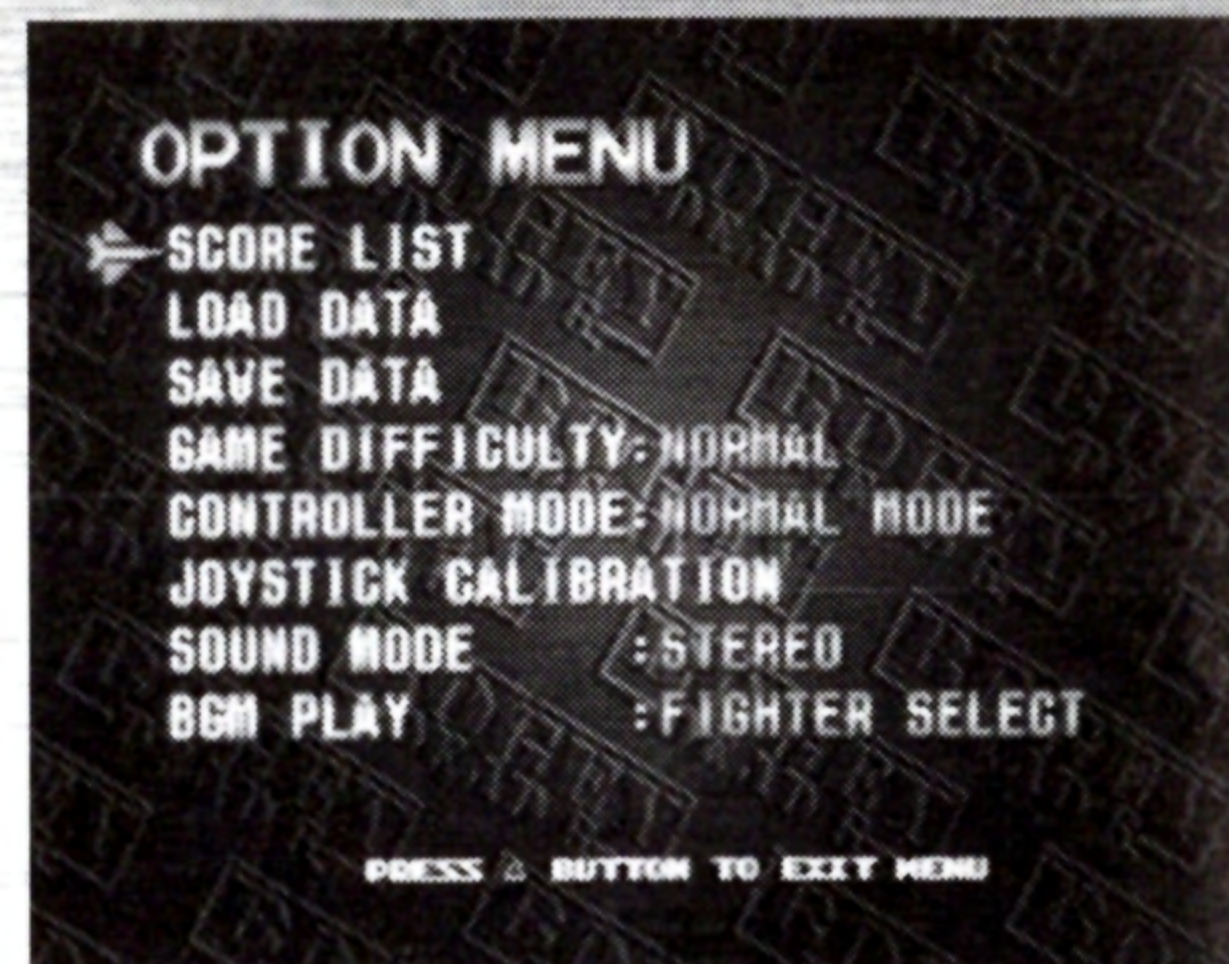 OPTION MENU
SCORE LIST
LOAD DATA
SAVE DATA
GAME DIFFICULTY:NORMAL
CONTROLLER MODE:NORMAL MODE
JOYSTICK CALIBRATION
SOUND MODE :STEREO
BGM PLAY :FIGHTER SELECT
PRESS △ BUTTON TO EXIT MENU